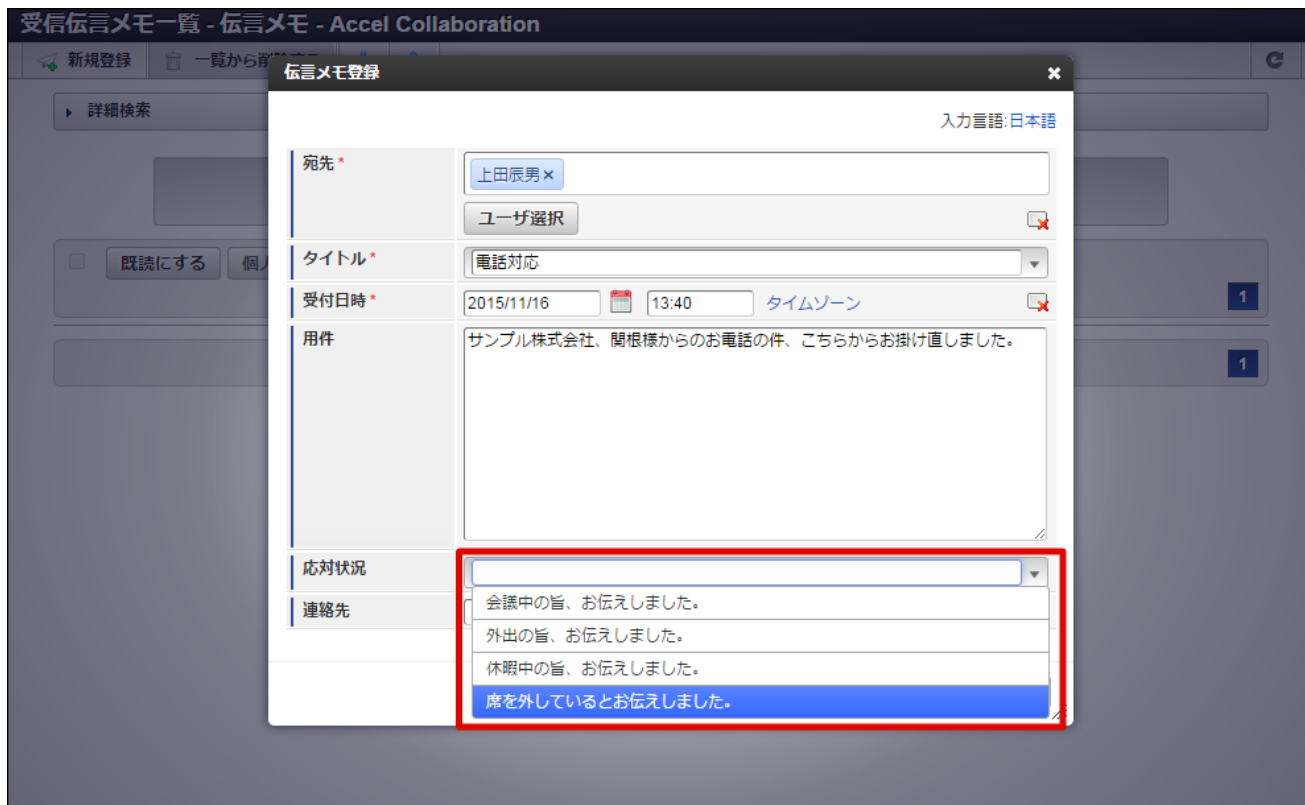 受信伝言メモ一覧 - 伝言メモ - Accel Collaboration
新規登録 一覧から削除する
伝言メモ登録
詳細検索
入力言語:日本語
宛先*
上田辰男×
ユーザ選択
既読にする 個人
タイトル*
電話対応
受付日時*
2015/11/16 13:40 タイムゾーン
1
用件
サンプル株式会社、関根様からのお電話の件、こちらからお掛け直しました。
1
応対状況
会議中の旨、お伝えしました。
連絡先
外出の旨、お伝えしました。
休暇中の旨、お伝えしました。
席を外しているとお伝えしました。